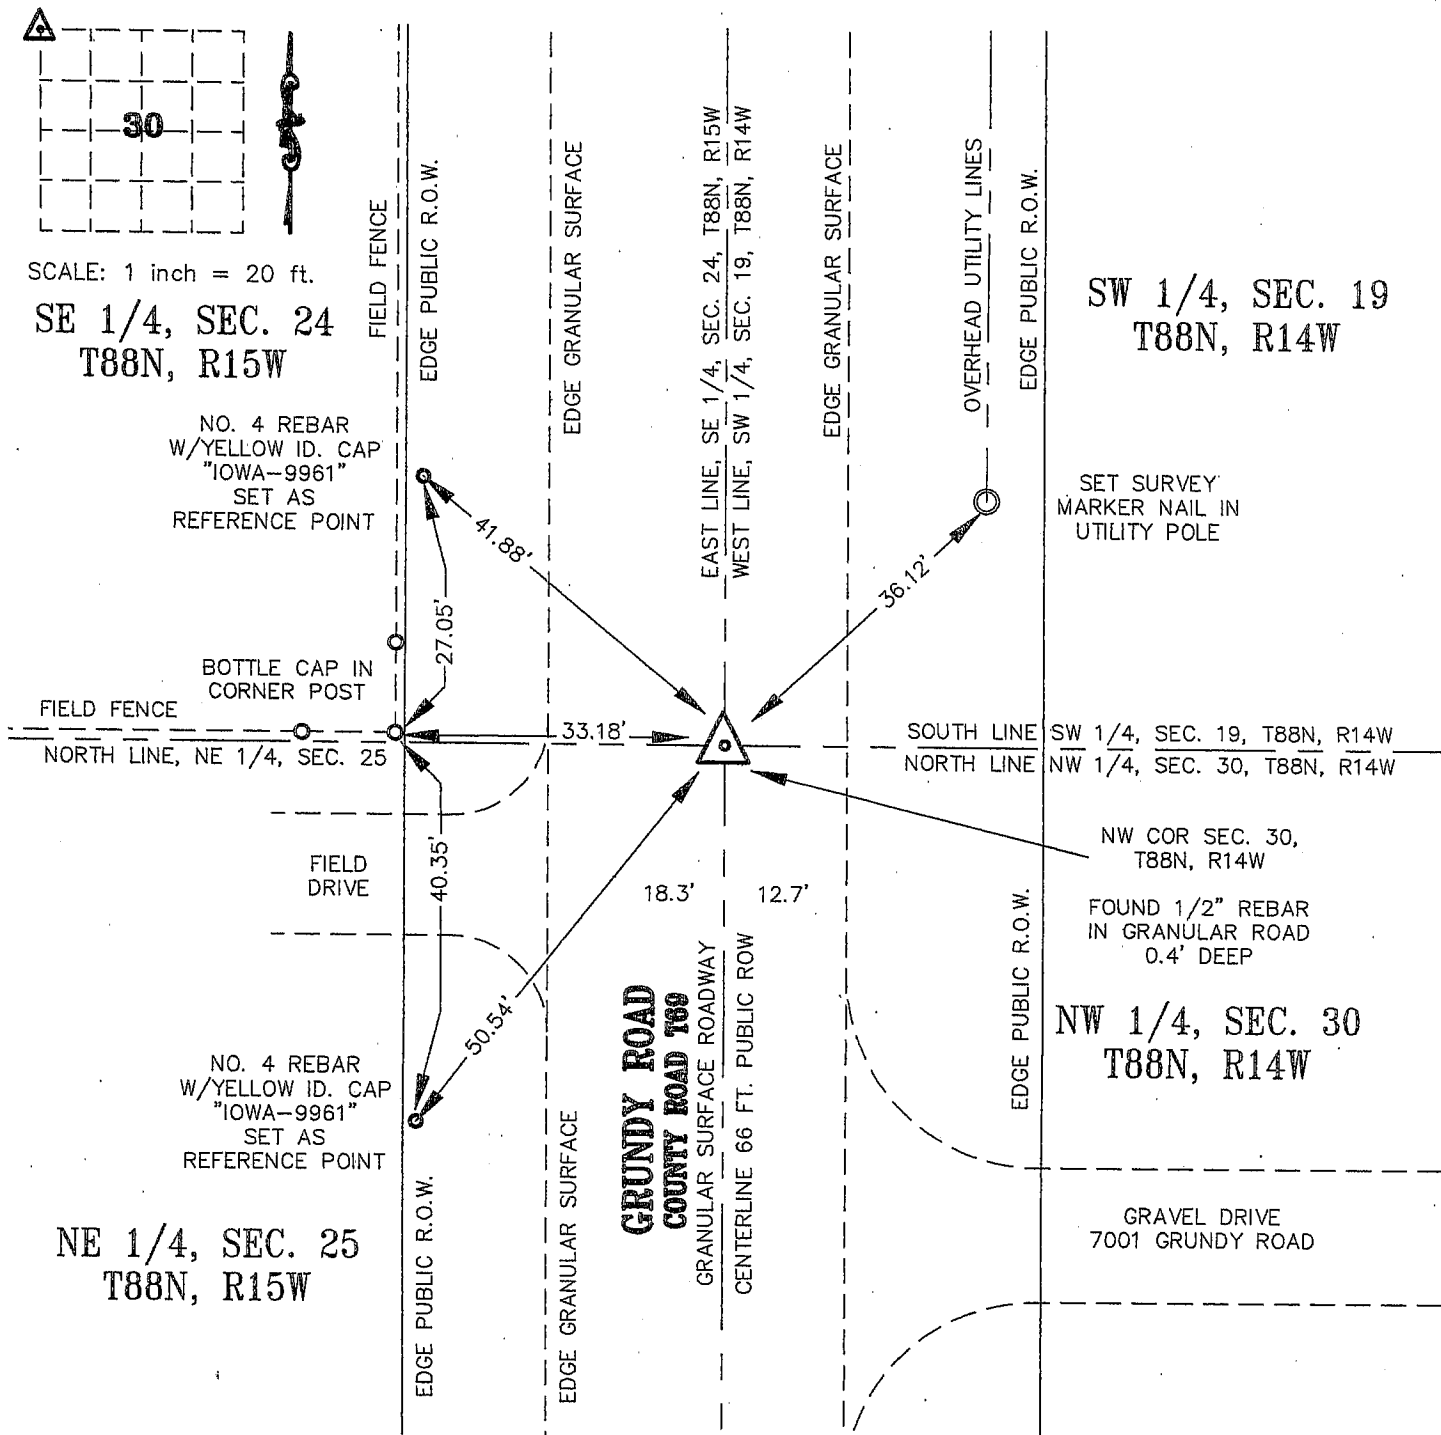 30
SCALE: 1 inch = 20 ft.
SE 1/4, SEC. 24
T88N, R15W
FIELD FENCE
EDGE PUBLIC R.O.W.
EDGE GRANULAR SURFACE
EAST LINE, SE 1/4, SEC. 24, T88N, R15W
WEST LINE, SW 1/4, SEC. 19, T88N, R14W
EDGE GRANULAR SURFACE
OVERHEAD UTILITY LINES
EDGE PUBLIC R.O.W.
SW 1/4, SEC. 19
T88N, R14W
NO. 4 REBAR
W/YELLOW ID. CAP
"IOWA-9961"
SET AS
REFERENCE POINT
41.88'
27.05'
36.12'
SET SURVEY
MARKER NAIL IN
UTILITY POLE
BOTTLE CAP IN
CORNER POST
FIELD FENCE
NORTH LINE, NE 1/4, SEC. 25
33.18'
SOUTH LINE SW 1/4, SEC. 19, T88N, R14W
NORTH LINE NW 1/4, SEC. 30, T88N, R14W
FIELD
DRIVE
40.35'
18.3'
12.7'
NW COR SEC. 30,
T88N, R14W
FOUND 1/2" REBAR
IN GRANULAR ROAD
0.4' DEEP
50.54'
NW 1/4, SEC. 30
T88N, R14W
NO. 4 REBAR
W/YELLOW ID. CAP
"IOWA-9961"
SET AS
REFERENCE POINT
NE 1/4, SEC. 25
T88N, R15W
EDGE PUBLIC R.O.W.
EDGE GRANULAR SURFACE
GRUNDY ROAD
COUNTY ROAD T69
GRANULAR SURFACE ROADWAY
CENTERLINE 66 FT. PUBLIC ROW
EDGE PUBLIC R.O.W.
GRAVEL DRIVE
7001 GRUNDY ROAD